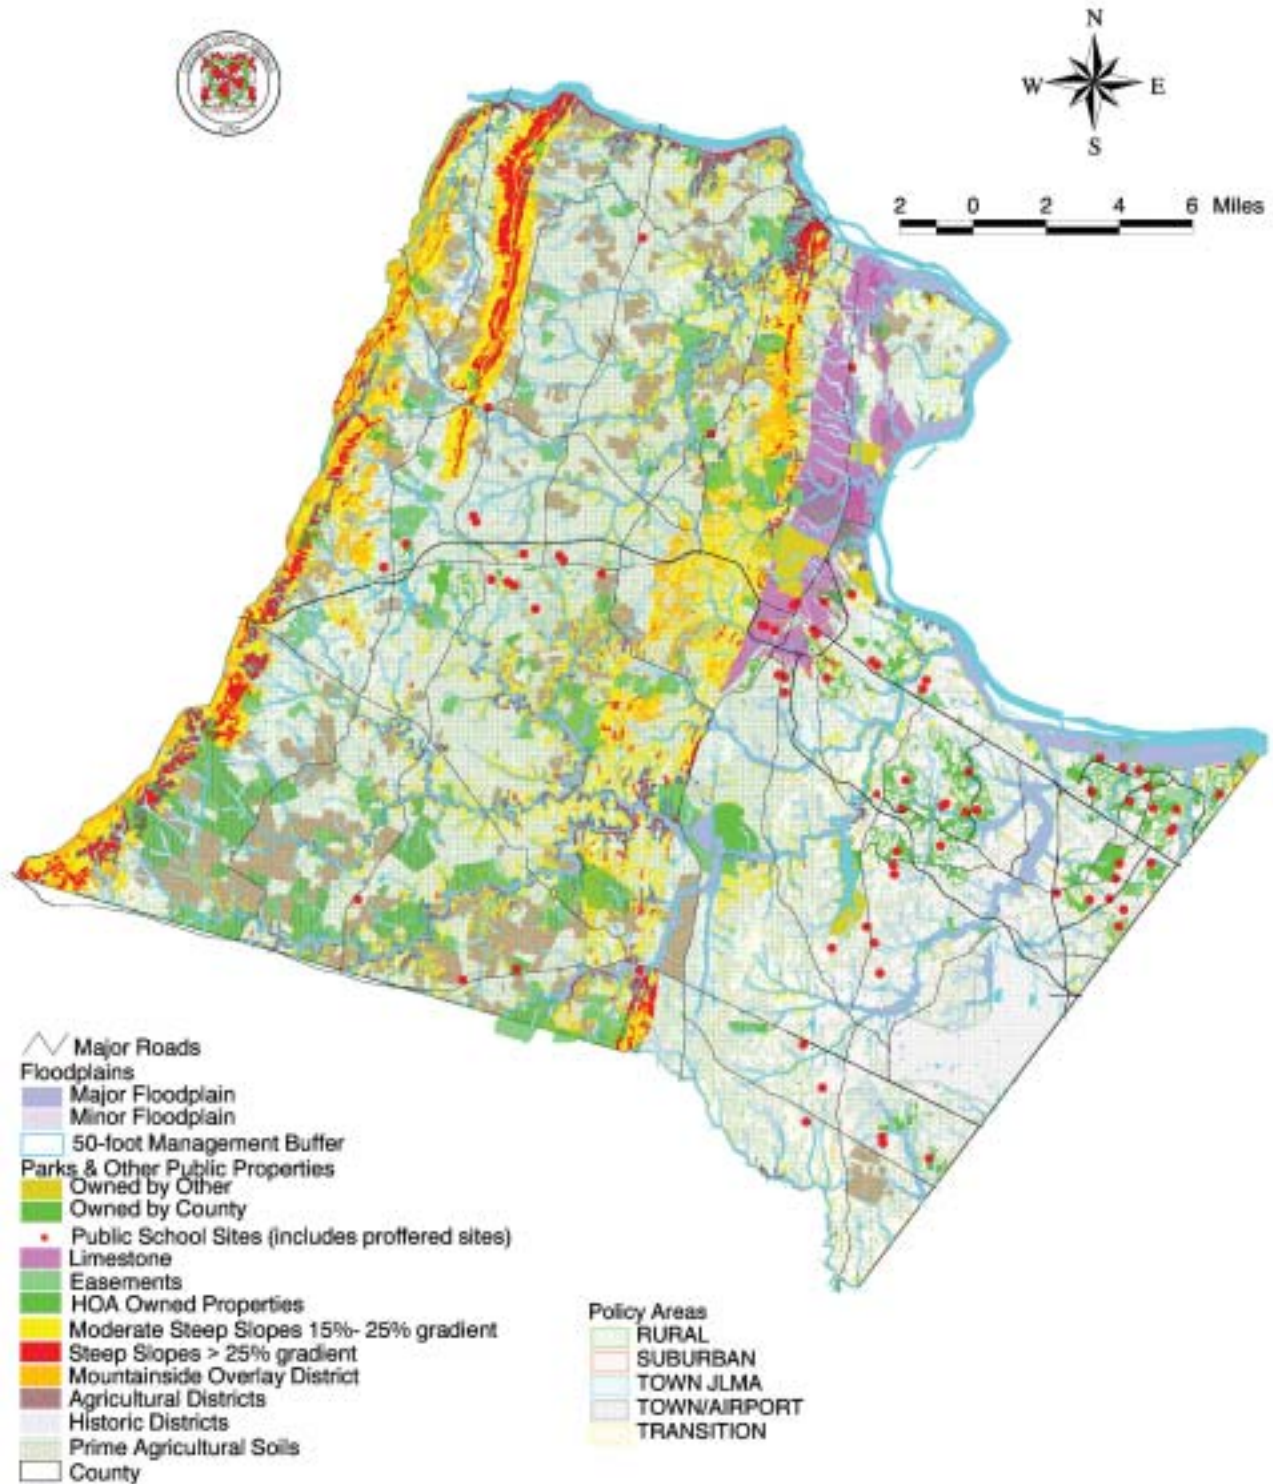 N
W E
S
2 0 2 4 6 Miles
Major Roads
Floodplains
Major Floodplain
Minor Floodplain
50-foot Management Buffer
Parks & Other Public Properties
Owned by Other
Owned by County
Public School Sites (includes proffered sites)
Limestone
Easements
HOA Owned Properties
Moderate Steep Slopes 15%- 25% gradient
Steep Slopes > 25% gradient
Mountainside Overlay District
Agricultural Districts
Historic Districts
Prime Agricultural Soils
County
Policy Areas
RURAL
SUBURBAN
TOWN JLMA
TOWN/AIRPORT
TRANSITION